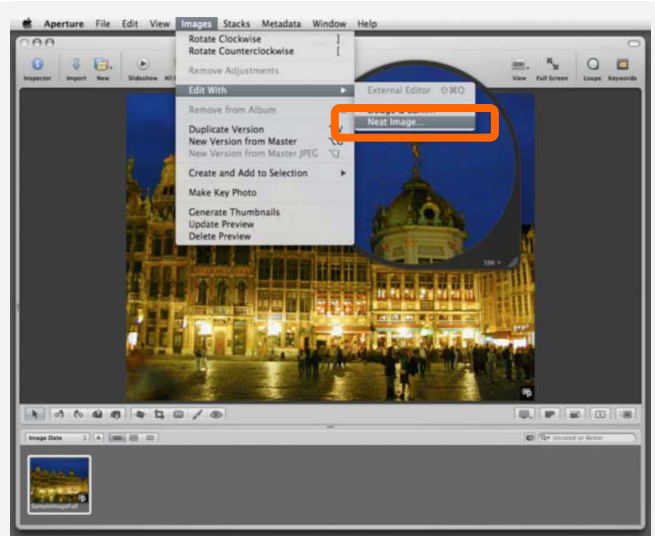 Aperture File Edit View Images Stacks Metadata Window Help
Rotate Clockwise ]
Rotate Counterclockwise [
Remove Adjustments
Edit With
External Editor ⇧⌘O
Neat Image...
Remove from Album
Duplicate Version
New Version from Master
New Version from Master JPEG ⌥J
Create and Add to Selection
Make Key Photo
Generate Thumbnails
Update Preview
Delete Preview
Inspector Import New Slideshow All
View Full Screen Loupe Keywords
100
Image Date
Unrated or Better
SampleImageFull